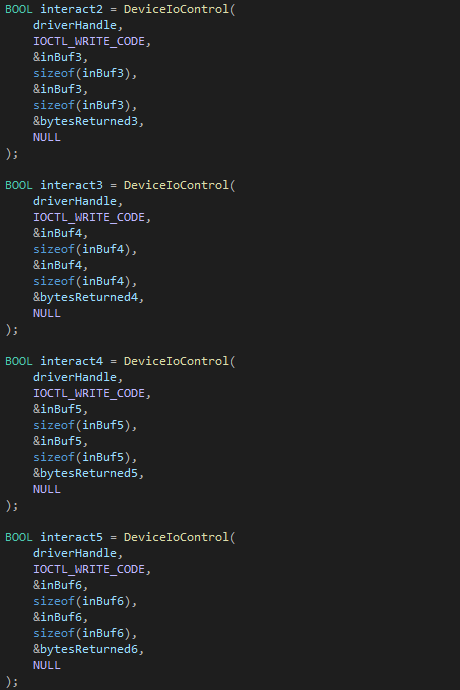 BOOL interact2 = DeviceIoControl(
driverHandle,
IOCTL_WRITE_CODE,
&inBuf3,
sizeof(inBuf3),
&inBuf3,
sizeof(inBuf3),
&bytesReturned3,
NULL
);
BOOL interact3 = DeviceIoControl(
driverHandle,
IOCTL_WRITE_CODE,
&inBuf4,
sizeof(inBuf4),
&inBuf4,
sizeof(inBuf4),
&bytesReturned4,
NULL
);
BOOL interact4 = DeviceIoControl(
driverHandle,
IOCTL_WRITE_CODE,
&inBuf5,
sizeof(inBuf5),
&inBuf5,
sizeof(inBuf5),
&bytesReturned5,
NULL
);
BOOL interact5 = DeviceIoControl(
driverHandle,
IOCTL_WRITE_CODE,
&inBuf6,
sizeof(inBuf6),
&inBuf6,
sizeof(inBuf6),
&bytesReturned6,
NULL
);